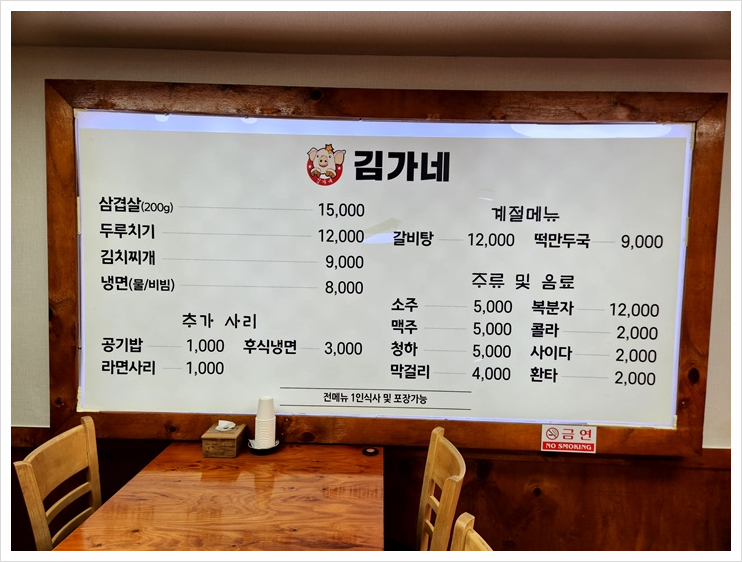 김가네
삼겹살(200g) 15,000
두루치기 12,000
김치찌개 9,000
냉면(물/비빔) 8,000
추가 사리
공기밥 1,000 후식냉면 3,000
라면사리 1,000
계절메뉴
갈비탕 12,000 떡만두국 9,000
주류 및 음료
소주 5,000 복분자 12,000
맥주 5,000 콜라 2,000
청하 5,000 사이다 2,000
막걸리 4,000 환타 2,000
전메뉴 1인식사 및 포장가능
금연
NO SMOKING